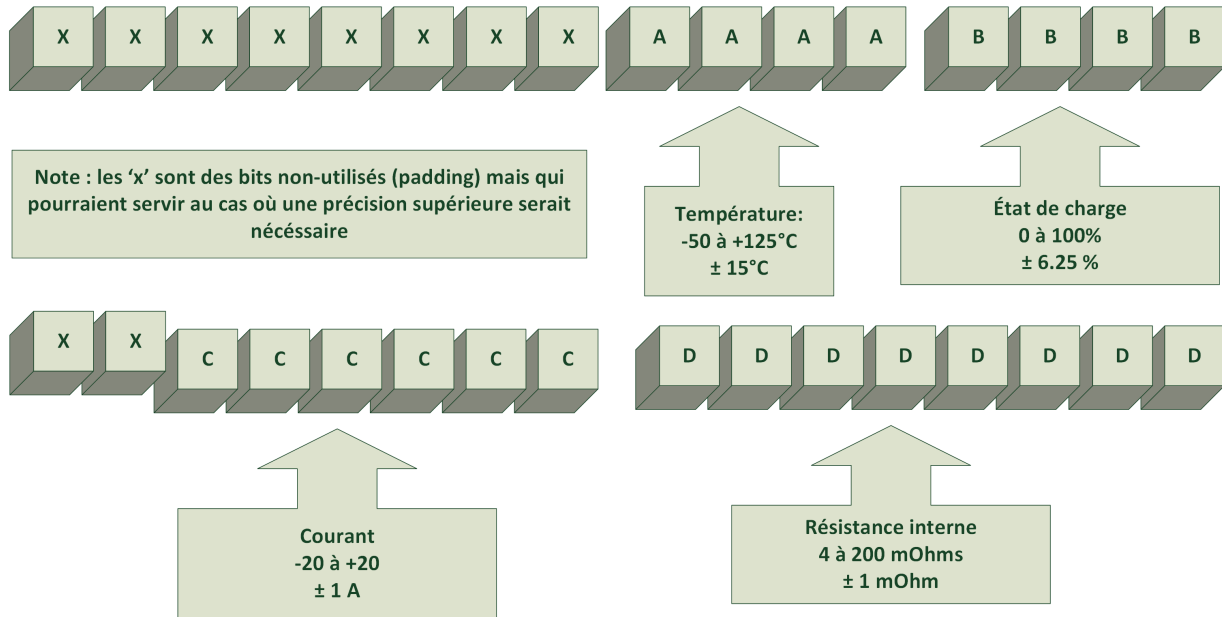 X X X X X X X X A A A A B B B B
Note : les ‘x’ sont des bits non-utilisés (padding) mais qui
pourraient servir au cas où une précision supérieure serait
nécéssaire
Température:
-50 à +125°C
± 15°C
État de charge
0 à 100%
± 6.25 %
X X C C C C C C D D D D D D D D
Courant
-20 à +20
± 1 A
Résistance interne
4 à 200 mOhms
± 1 mOhm